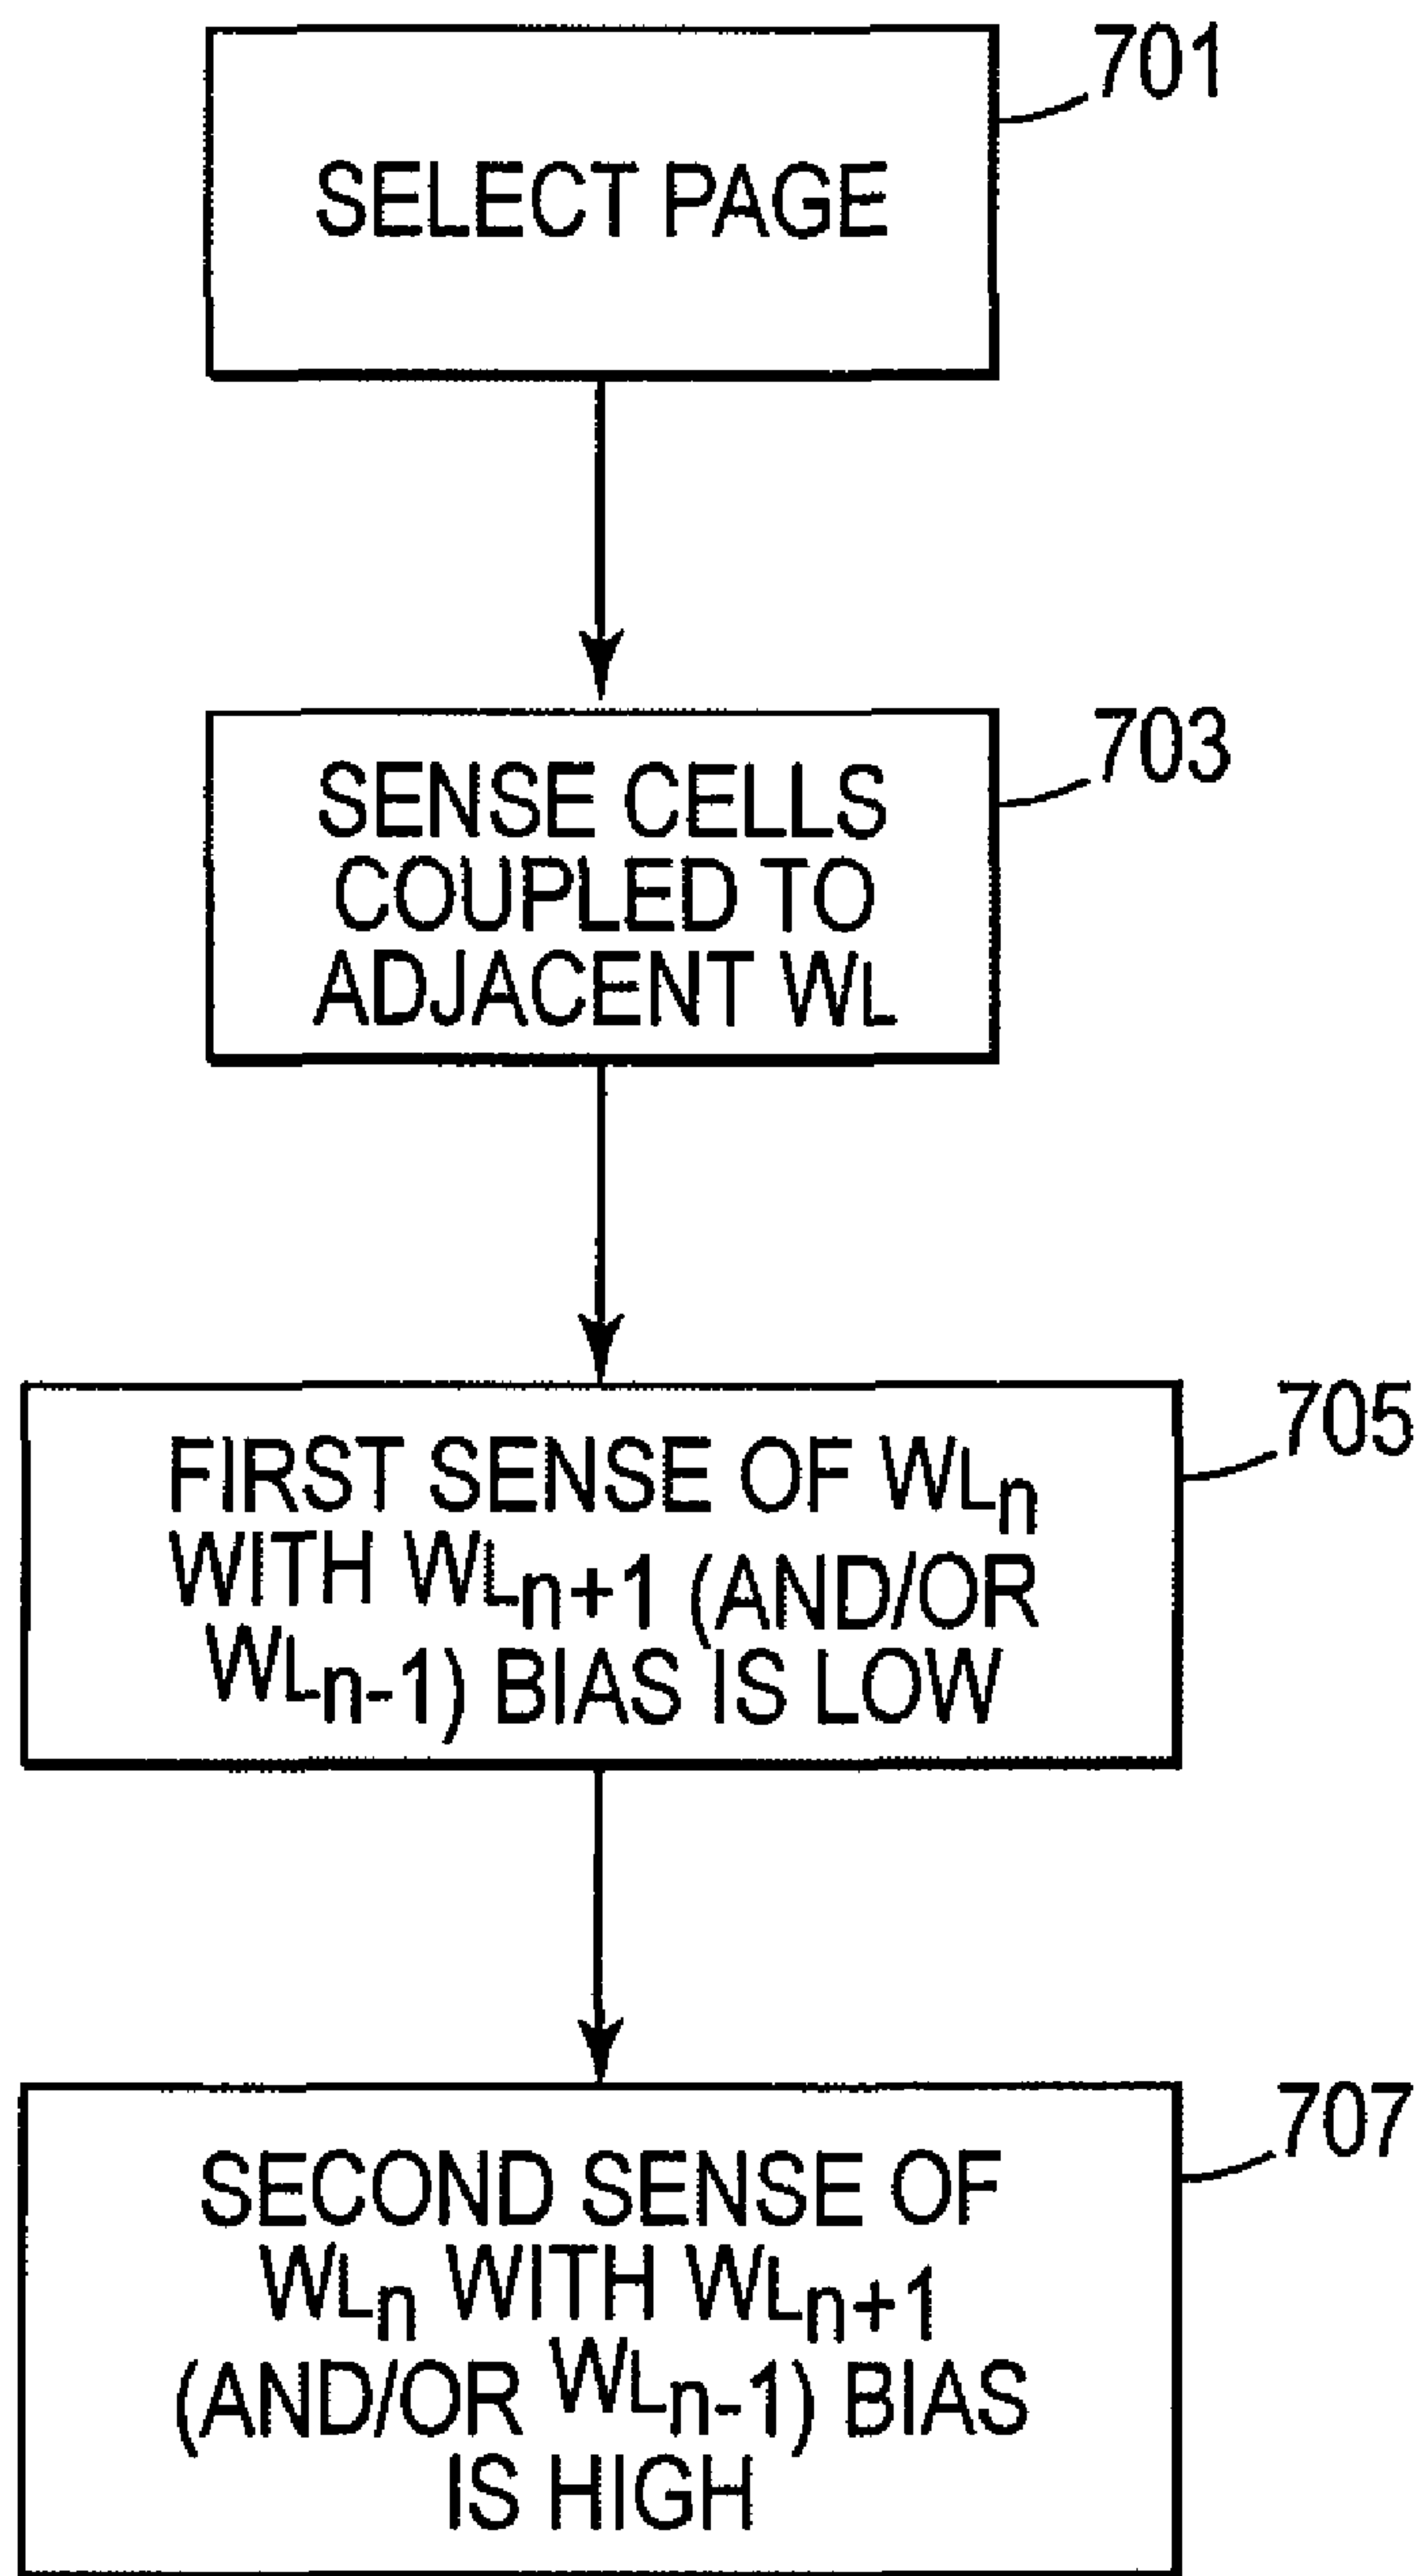 701
SELECT PAGE
703
SENSE CELLS
COUPLED TO
ADJACENT WL
705
FIRST SENSE OF WLn
WITH WLn+1 (AND/OR
WLn-1) BIAS IS LOW
707
SECOND SENSE OF
WLn WITH WLn+1
(AND/OR WLn-1) BIAS
IS HIGH